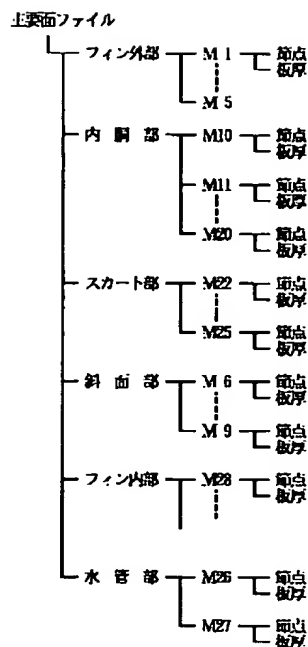 主要面ファイル
フィン外部 M 1 節点
板厚
M 5
内 胴 部 M10 節点
板厚
M11 節点
板厚
M20 節点
板厚
スカート部 M22 節点
板厚
M25 節点
板厚
斜 面 部 M 6 節点
板厚
M 9 節点
板厚
フィン内部 M28 節点
板厚
水 管 部 M26 節点
板厚
M27 節点
板厚